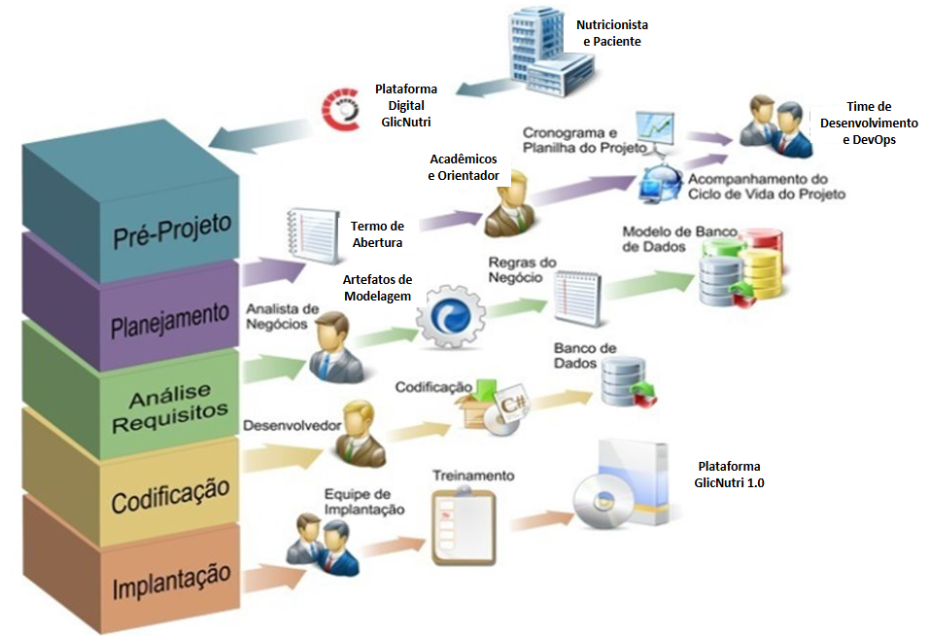 Nutricionista
e Paciente
Plataforma
Digital
GlicNutri
Pré-Projeto
Time de
Desenvolvimento
e DevOps
Cronograma e
Planilha do Projeto
Acadêmicos
e Orientador
Acompanhamento do
Ciclo de Vida do Projeto
Termo de
Abertura
Planejamento
Modelo de Banco
de Dados
Regras do
Negócio
Artefatos de
Modelagem
Analista de
Negócios
Análise
Requisitos
Banco de
Dados
Codificação
C#
Desenvolvedor
Codificação
Plataforma
GlicNutri 1.0
Treinamento
Equipe de
Implantação
Implantação